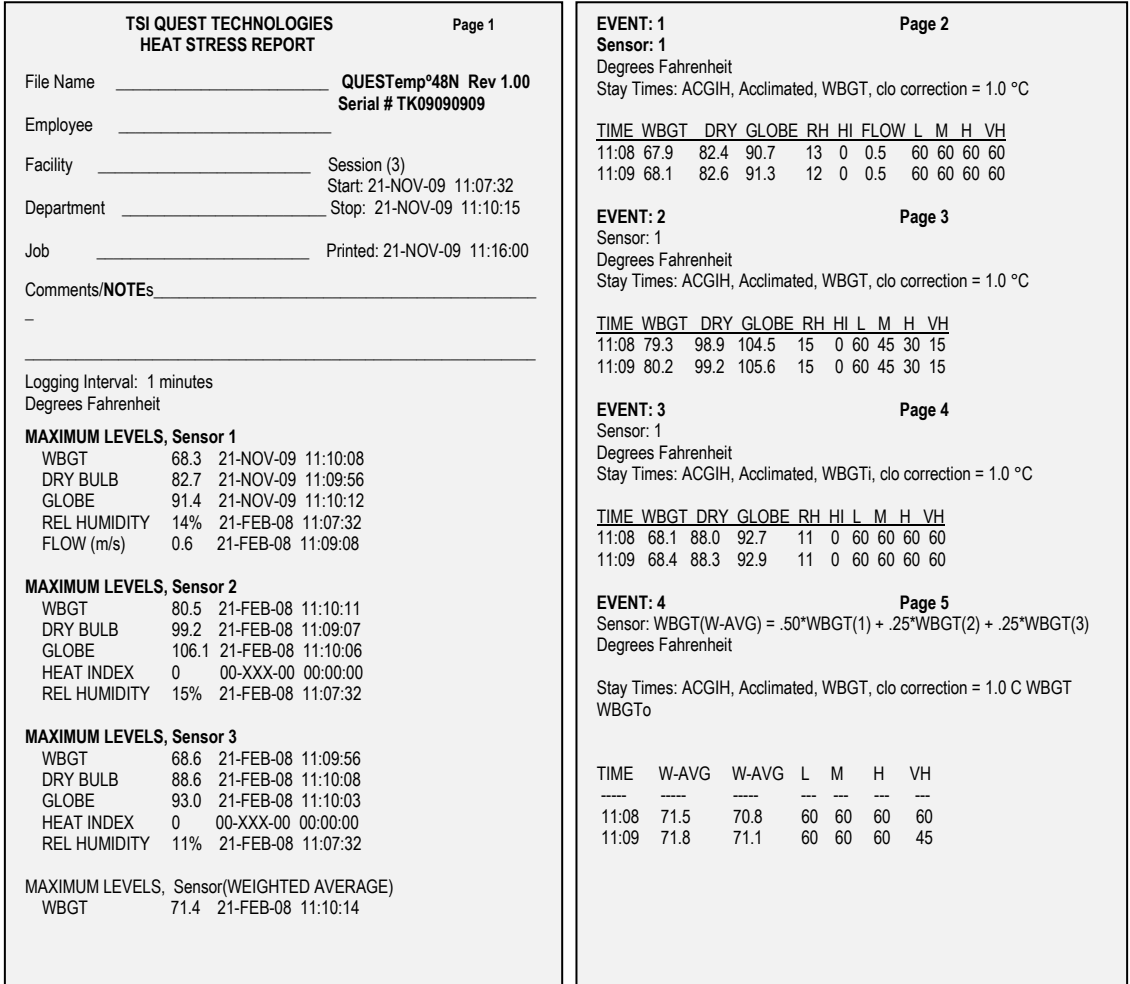 TSI QUEST TECHNOLOGIES Page 1
HEAT STRESS REPORT
File Name _________________________ QUESTempº48N Rev 1.00
Serial # TK09090909
Employee _________________________
Facility _________________________ Session (3)
Start: 21-NOV-09 11:07:32
Department ________________________ Stop: 21-NOV-09 11:10:15
Job _________________________ Printed: 21-NOV-09 11:16:00
Comments/NOTEs_____________________________________________
_
____________________________________________________________
Logging Interval: 1 minutes
Degrees Fahrenheit
MAXIMUM LEVELS, Sensor 1
WBGT 68.3 21-NOV-09 11:10:08
DRY BULB 82.7 21-NOV-09 11:09:56
GLOBE 91.4 21-NOV-09 11:10:12
REL HUMIDITY 14% 21-FEB-08 11:07:32
FLOW (m/s) 0.6 21-FEB-08 11:09:08
MAXIMUM LEVELS, Sensor 2
WBGT 80.5 21-FEB-08 11:10:11
DRY BULB 99.2 21-FEB-08 11:09:07
GLOBE 106.1 21-FEB-08 11:10:06
HEAT INDEX 0 00-XXX-00 00:00:00
REL HUMIDITY 15% 21-FEB-08 11:07:32
MAXIMUM LEVELS, Sensor 3
WBGT 68.6 21-FEB-08 11:09:56
DRY BULB 88.6 21-FEB-08 11:10:08
GLOBE 93.0 21-FEB-08 11:10:03
HEAT INDEX 0 00-XXX-00 00:00:00
REL HUMIDITY 11% 21-FEB-08 11:07:32
MAXIMUM LEVELS, Sensor(WEIGHTED AVERAGE)
WBGT 71.4 21-FEB-08 11:10:14
EVENT: 1 Page 2
Sensor: 1
Degrees Fahrenheit
Stay Times: ACGIH, Acclimated, WBGT, clo correction = 1.0 °C
TIME WBGT DRY GLOBE RH HI FLOW L M H VH
11:08 67.9 82.4 90.7 13 0 0.5 60 60 60 60
11:09 68.1 82.6 91.3 12 0 0.5 60 60 60 60
EVENT: 2 Page 3
Sensor: 1
Degrees Fahrenheit
Stay Times: ACGIH, Acclimated, WBGT, clo correction = 1.0 °C
TIME WBGT DRY GLOBE RH HI L M H VH
11:08 79.3 98.9 104.5 15 0 60 45 30 15
11:09 80.2 99.2 105.6 15 0 60 45 30 15
EVENT: 3 Page 4
Sensor: 1
Degrees Fahrenheit
Stay Times: ACGIH, Acclimated, WBGTi, clo correction = 1.0 °C
TIME WBGT DRY GLOBE RH HI L M H VH
11:08 68.1 88.0 92.7 11 0 60 60 60 60
11:09 68.4 88.3 92.9 11 0 60 60 60 60
EVENT: 4 Page 5
Sensor: WBGT(W-AVG) = .50*WBGT(1) + .25*WBGT(2) + .25*WBGT(3)
Degrees Fahrenheit
Stay Times: ACGIH, Acclimated, WBGT, clo correction = 1.0 C WBGT
WBGTo
TIME W-AVG W-AVG L M H VH
----- ----- ----- --- --- --- ---
11:08 71.5 70.8 60 60 60 60
11:09 71.8 71.1 60 60 60 45